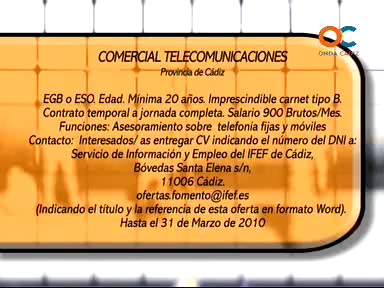 ONDA CÁDIZ
COMERCIAL TELECOMUNICACIONES
Provincia de Cádiz
EGB o ESO. Edad. Mínima 20 años. Imprescindible carnet tipo B.
Contrato temporal a jornada completa. Salario 900 Brutos/Mes.
Funciones: Asesoramiento sobre telefonía fijas y móviles
Contacto: Interesados/ as entregar CV indicando el número del DNI a:
Servicio de Información y Empleo del IFEF de Cádiz,
Bóvedas Santa Elena s/n,
11006 Cádiz.
ofertas.fomento@ifef.es
(Indicando el título y la referencia de esta oferta en formato Word).
Hasta el 31 de Marzo de 2010